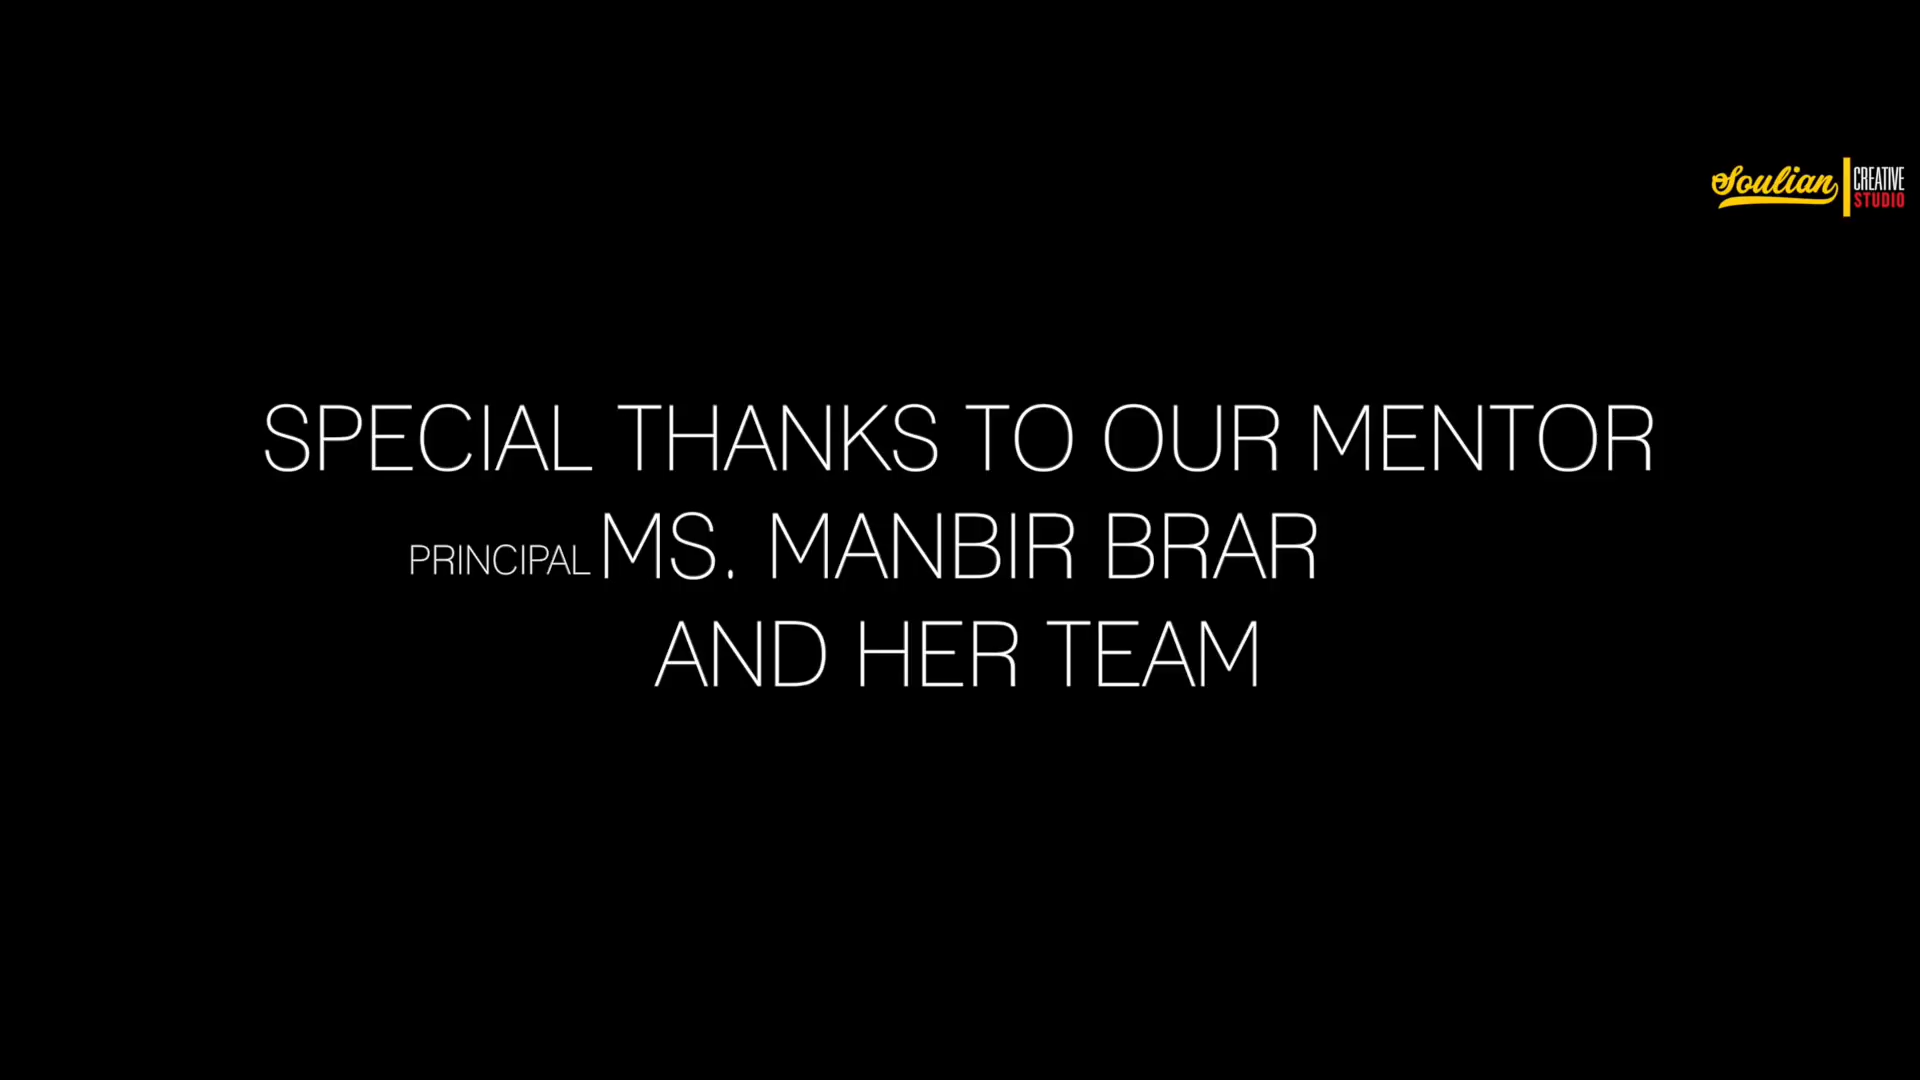 Soulian CREATIVE
STUDIO
SPECIAL THANKS TO OUR MENTOR
PRINCIPAL MS. MANBIR BRAR
AND HER TEAM